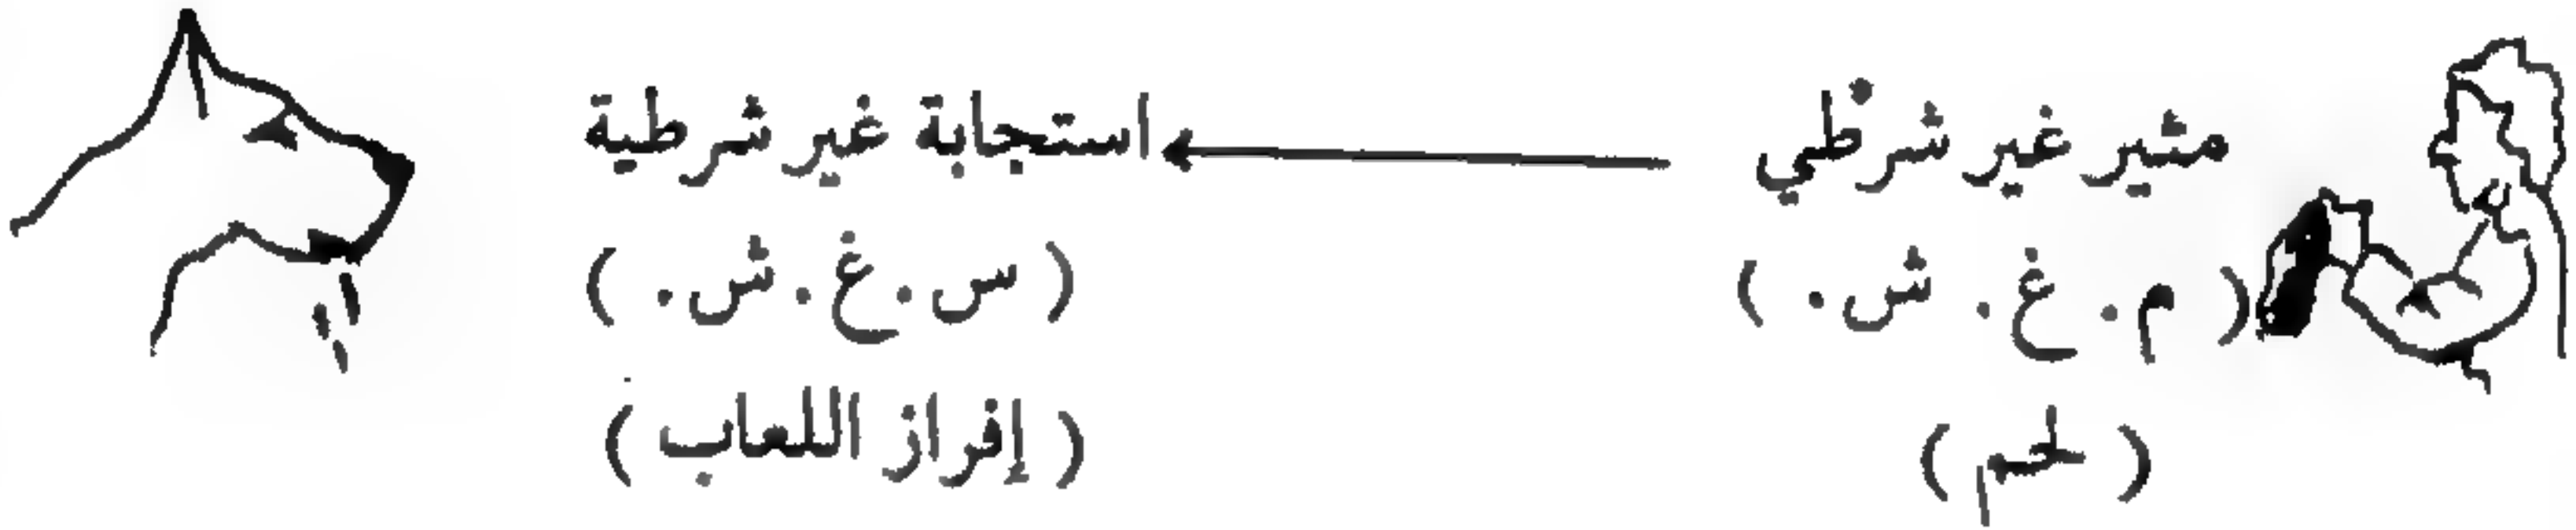 مثير غير شرطي
( م . غ . ش . )
( لحم )
استجابة غير شرطية
( س . غ . ش . )
( إفراز اللعاب )